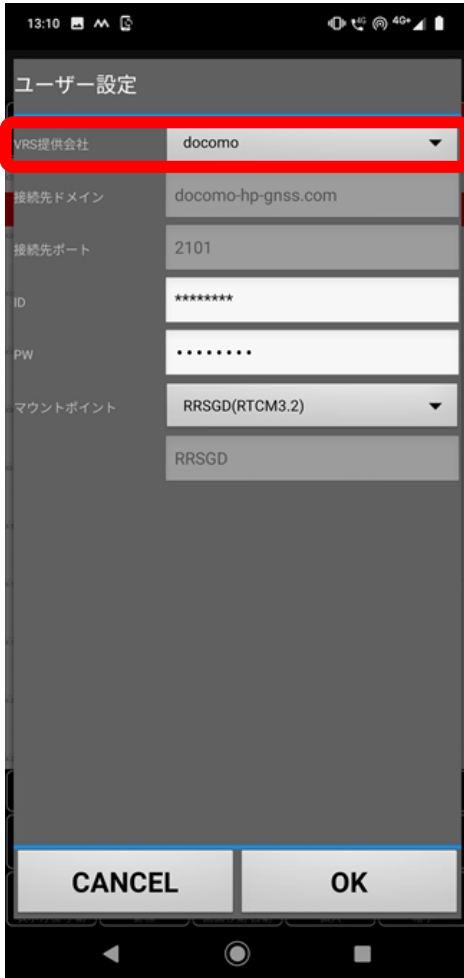 13:10 4G 4G+
ユーザー設定
VRS提供会社 docomo
接続先ドメイン docomo-hp-gnss.com
接続先ポート 2101
ID ********
PW ••••••••
マウントポイント RRSGD(RTCM3.2)
RRSGD
CANCEL OK